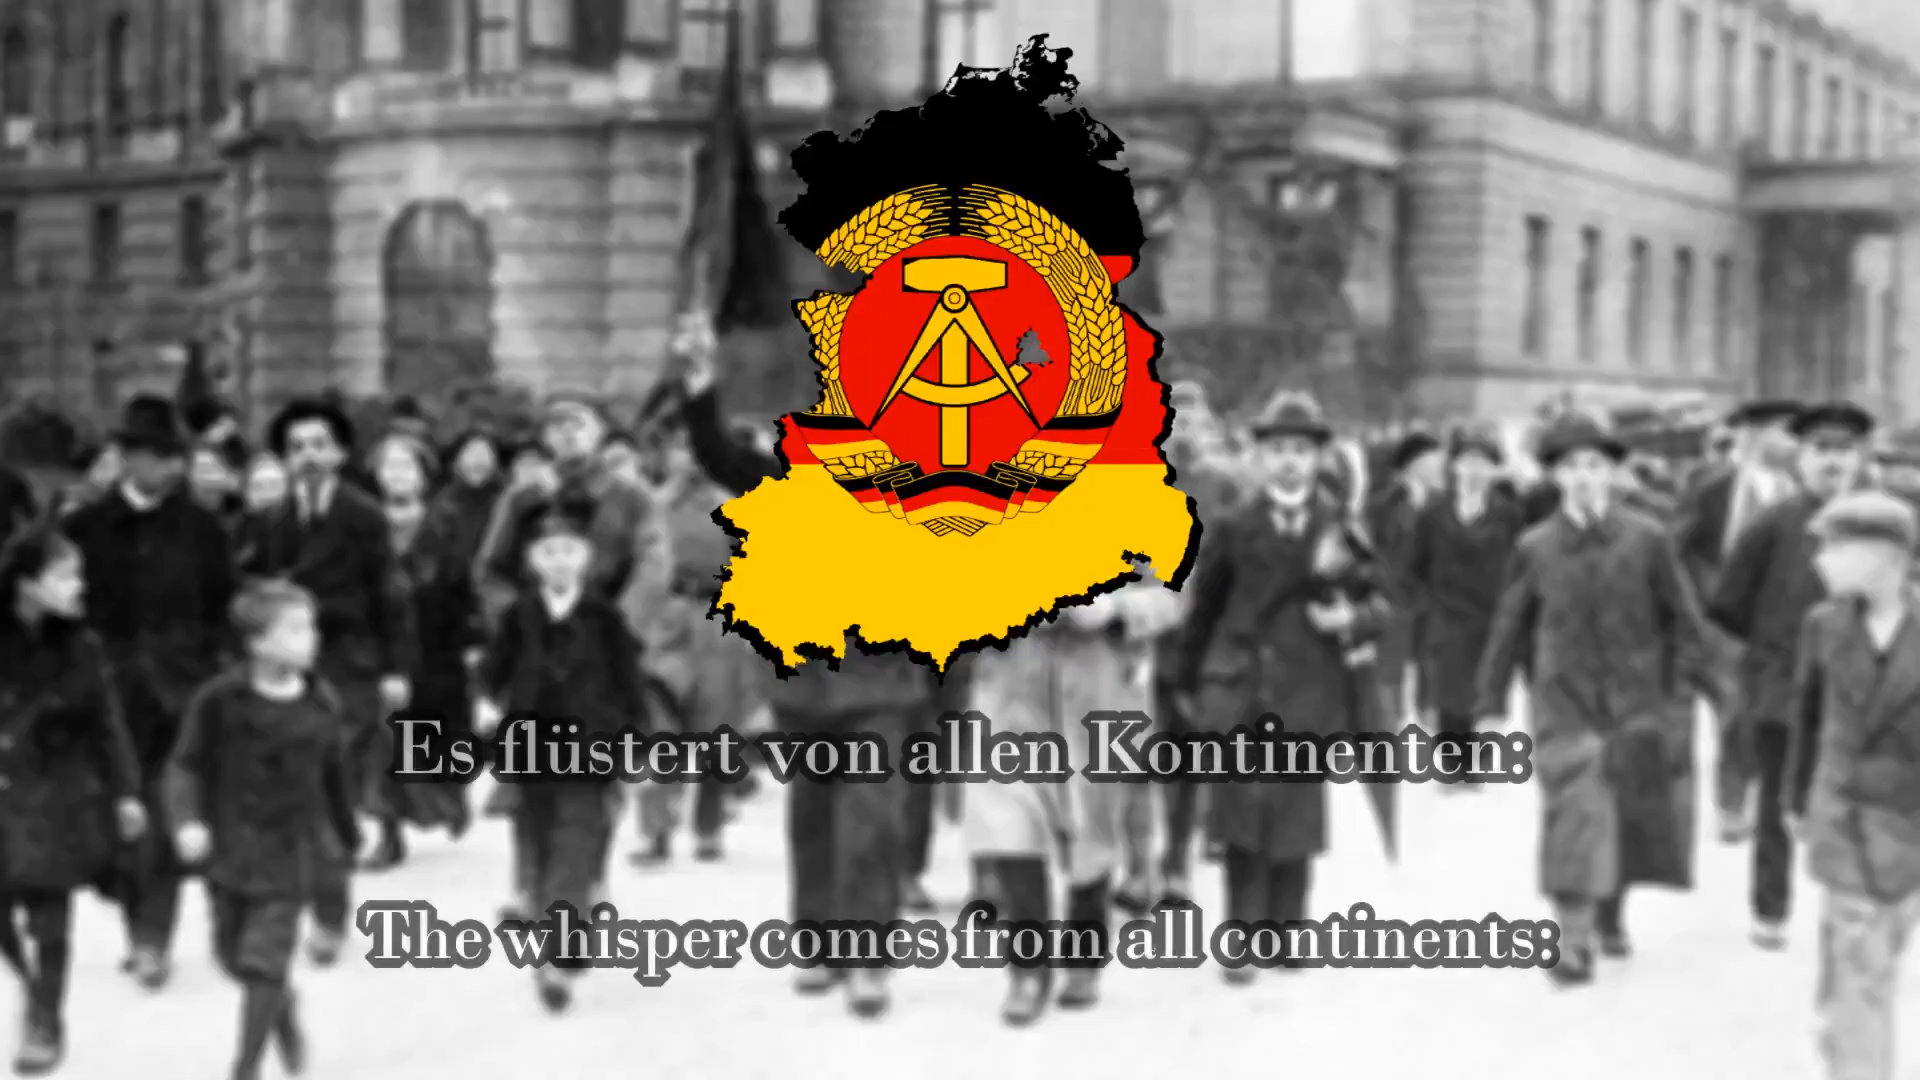 Es flüstert von allen Kontinenten:
The whisper comes from all continents: